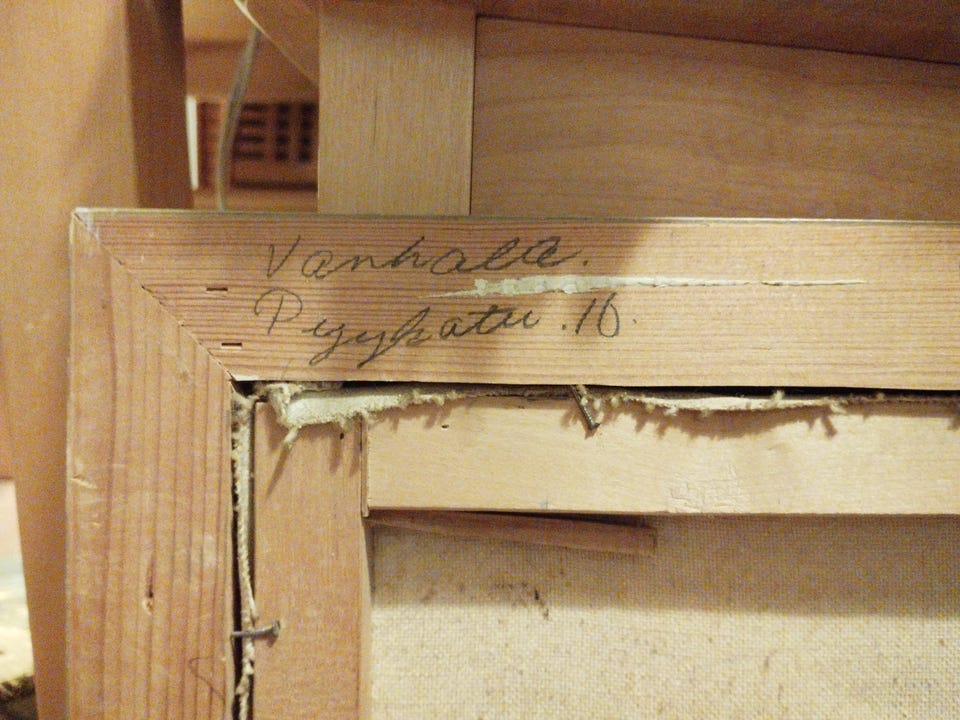 Vanhala.
Pyykatu .16.